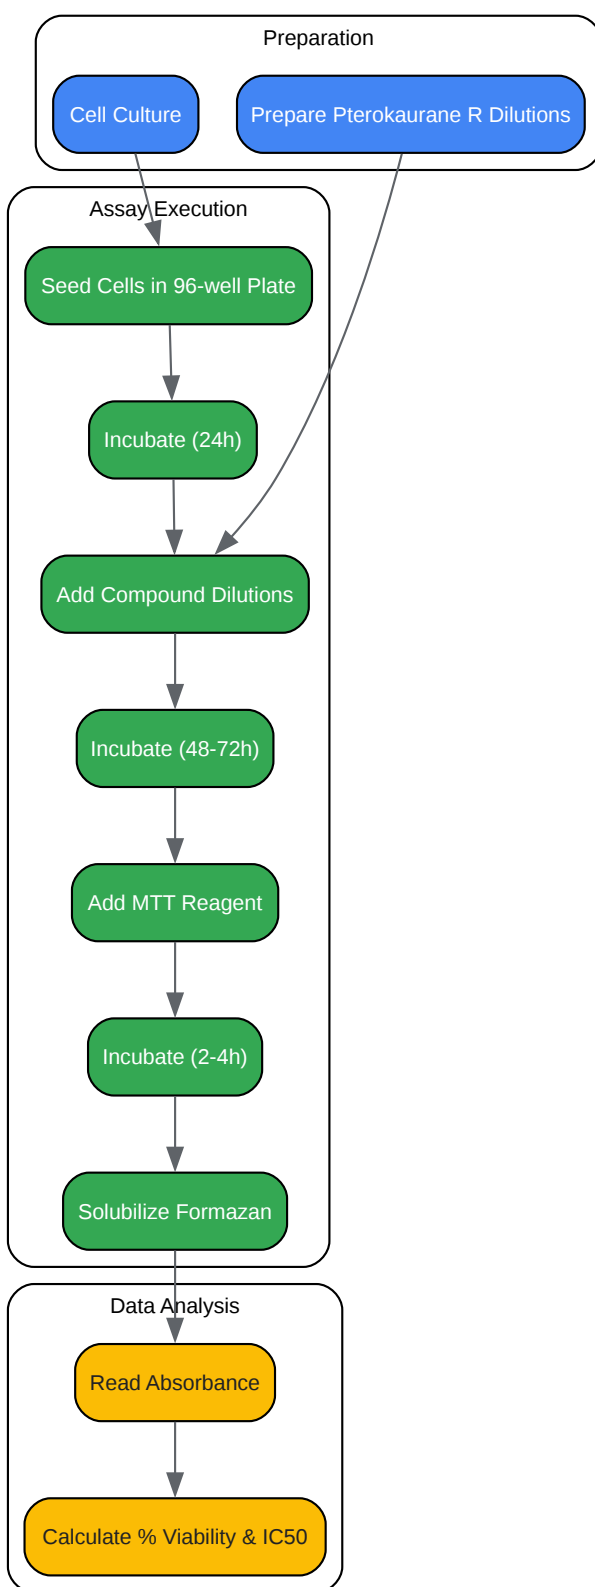 Preparation
Cell Culture
Prepare Pterokaurane R Dilutions
Assay Execution
Seed Cells in 96-well Plate
Incubate (24h)
Add Compound Dilutions
Incubate (48-72h)
Add MTT Reagent
Incubate (2-4h)
Solubilize Formazan
Data Analysis
Read Absorbance
Calculate % Viability & IC50